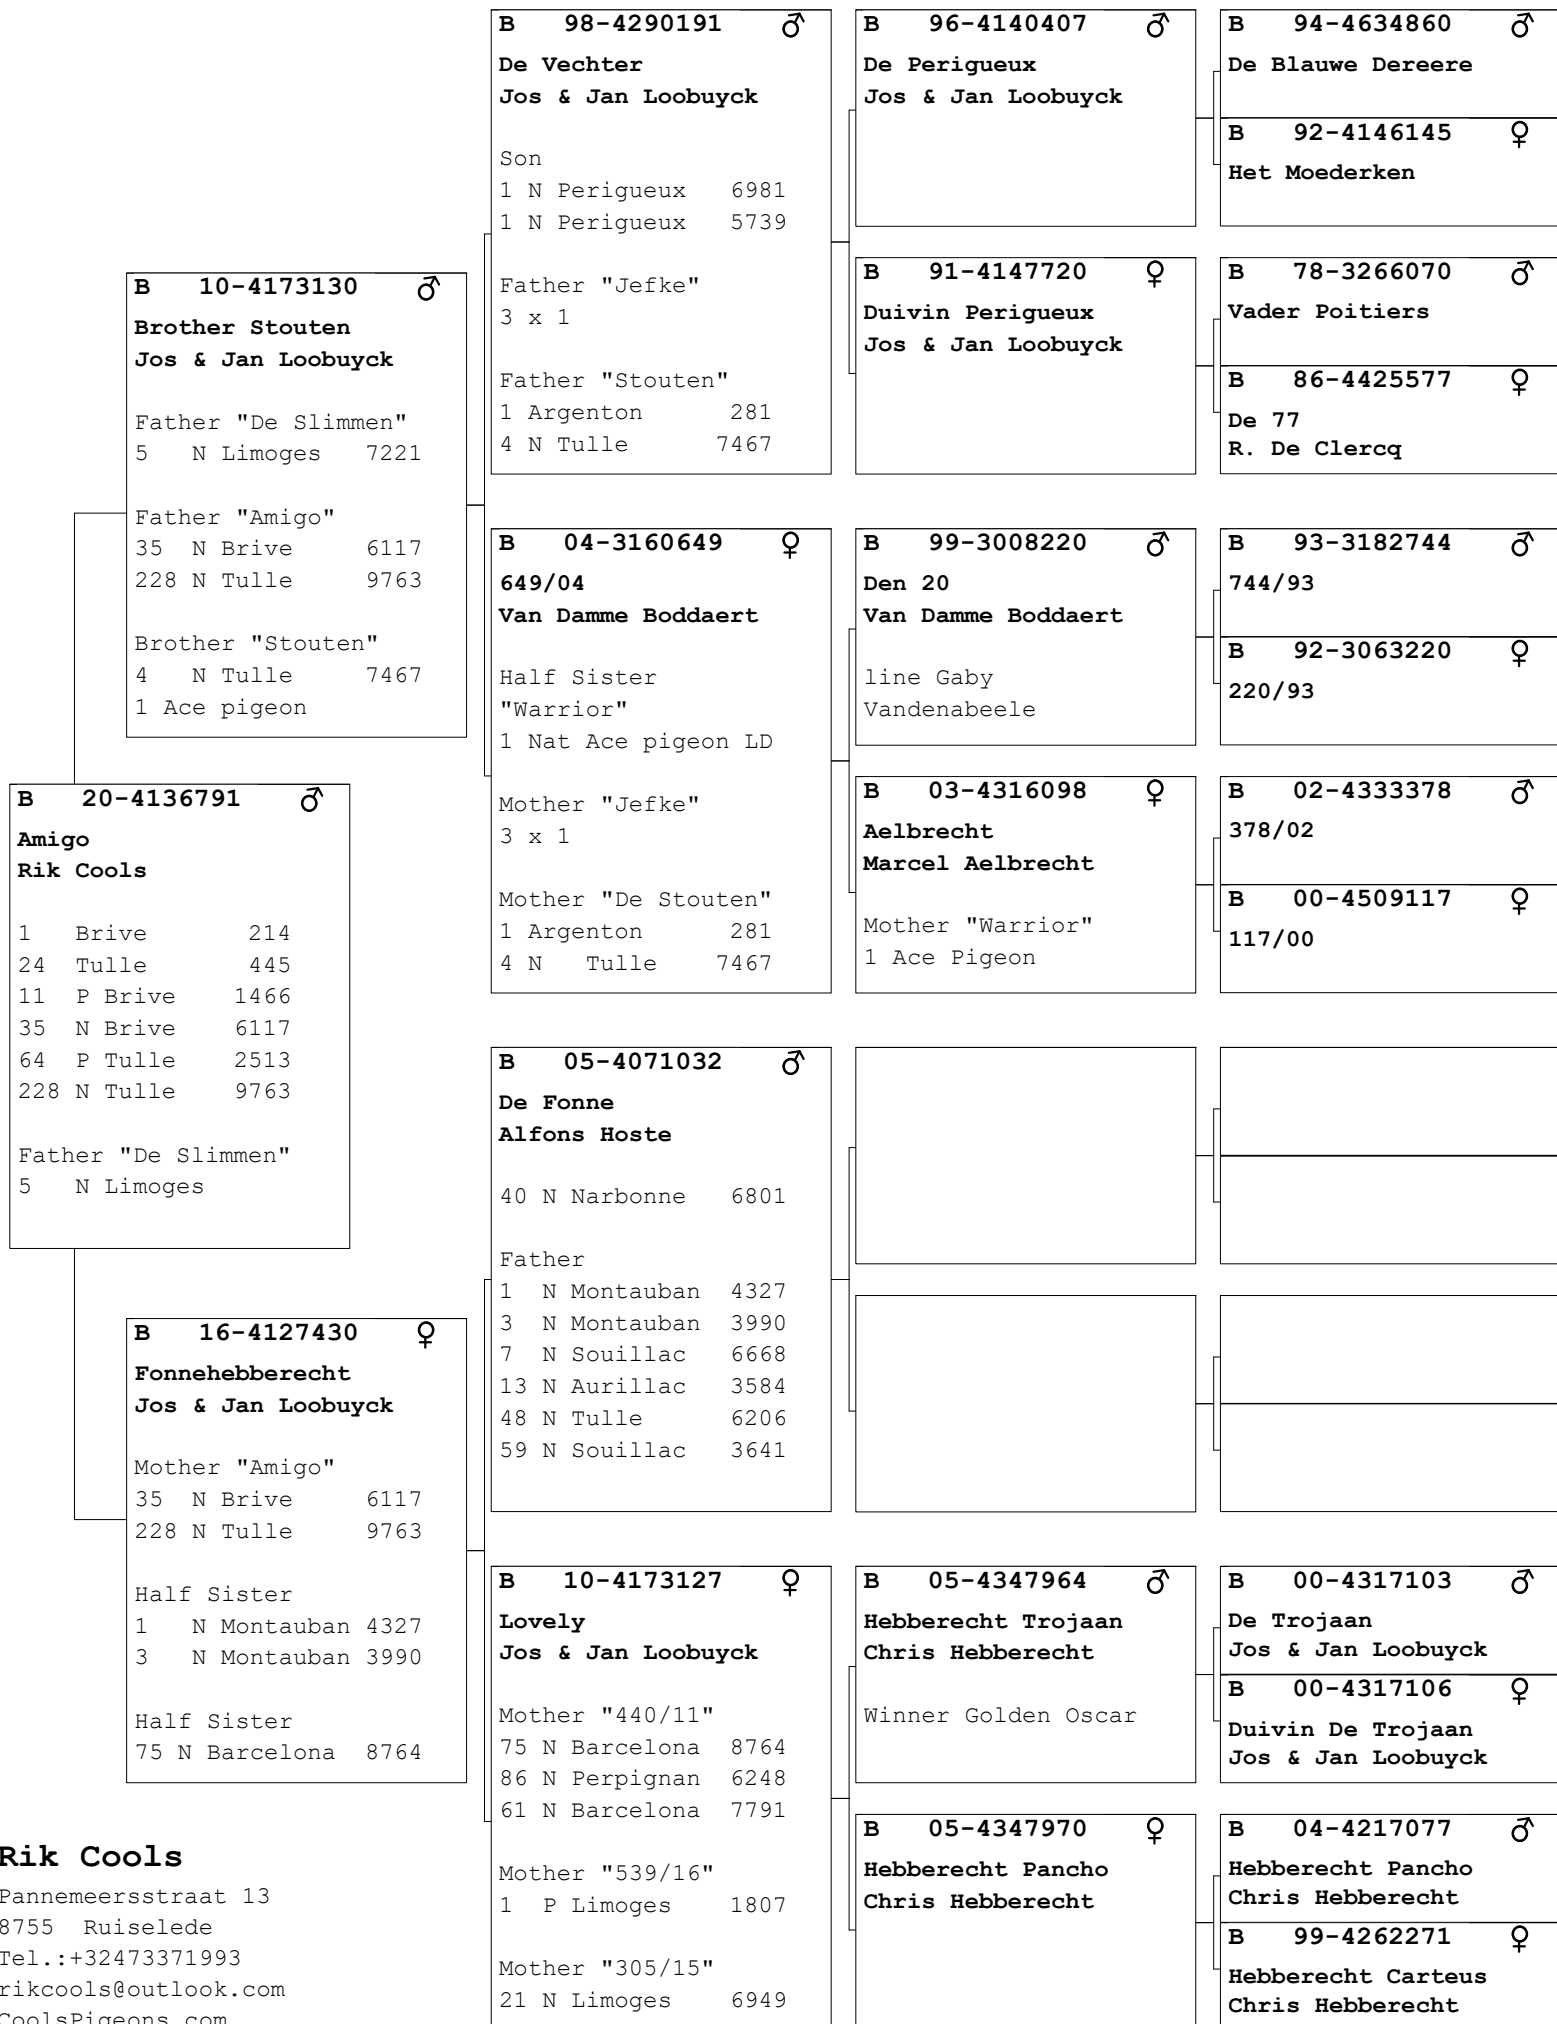 B 98-4290191 ♂
De Vechter
Jos & Jan Loobuyck
Son
1 N Perigueux 6981
1 N Perigueux 5739
Father "Jefke"
3 x 1
Father "Stouten"
1 Argenton 281
4 N Tulle 7467
B 96-4140407 ♂
De Perigueux
Jos & Jan Loobuyck
B 94-4634860 ♂
De Blauwe Dereere
B 92-4146145 ♀
Het Moederken
B 91-4147720 ♀
Duivin Perigueux
Jos & Jan Loobuyck
B 78-3266070 ♂
Vader Poitiers
B 86-4425577 ♀
De 77
R. De Clercq
B 10-4173130 ♂
Brother Stouten
Jos & Jan Loobuyck
Father "De Slimmen"
5 N Limoges 7221
Father "Amigo"
35 N Brive 6117
228 N Tulle 9763
Brother "Stouten"
4 N Tulle 7467
1 Ace pigeon
B 04-3160649 ♀
649/04
Van Damme Boddaert
Half Sister
"Warrior"
1 Nat Ace pigeon LD
Mother "Jefke"
3 x 1
Mother "De Stouten"
1 Argenton 281
4 N Tulle 7467
B 99-3008220 ♂
Den 20
Van Damme Boddaert
line Gaby
Vandenabeele
B 93-3182744 ♂
744/93
B 92-3063220 ♀
220/93
B 03-4316098 ♀
Aelbrecht
Marcel Aelbrecht
Mother "Warrior"
1 Ace Pigeon
B 02-4333378 ♂
378/02
B 00-4509117 ♀
117/00
B 20-4136791 ♂
Amigo
Rik Cools
1 Brive 214
24 Tulle 445
11 P Brive 1466
35 N Brive 6117
64 P Tulle 2513
228 N Tulle 9763
Father "De Slimmen"
5 N Limoges
B 05-4071032 ♂
De Fonne
Alfons Hoste
40 N Narbonne 6801
Father
1 N Montauban 4327
3 N Montauban 3990
7 N Souillac 6668
13 N Aurillac 3584
48 N Tulle 6206
59 N Souillac 3641
B 16-4127430 ♀
Fonnehebberecht
Jos & Jan Loobuyck
Mother "Amigo"
35 N Brive 6117
228 N Tulle 9763
Half Sister
1 N Montauban 4327
3 N Montauban 3990
Half Sister
75 N Barcelona 8764
B 10-4173127 ♀
Lovely
Jos & Jan Loobuyck
Mother "440/11"
75 N Barcelona 8764
86 N Perpignan 6248
61 N Barcelona 7791
Mother "539/16"
1 P Limoges 1807
Mother "305/15"
21 N Limoges 6949
B 05-4347964 ♂
Hebberecht Trojaan
Chris Hebberecht
Winner Golden Oscar
B 00-4317103 ♂
De Trojaan
Jos & Jan Loobuyck
B 00-4317106 ♀
Duivin De Trojaan
Jos & Jan Loobuyck
B 05-4347970 ♀
Hebberecht Pancho
Chris Hebberecht
B 04-4217077 ♂
Hebberecht Pancho
Chris Hebberecht
B 99-4262271 ♀
Hebberecht Carteus
Chris Hebberecht
Rik Cools
Pannemeersstraat 13
8755 Ruiselede
Tel.:+32473371993
rikcools@outlook.com
CoolsPigeons.com